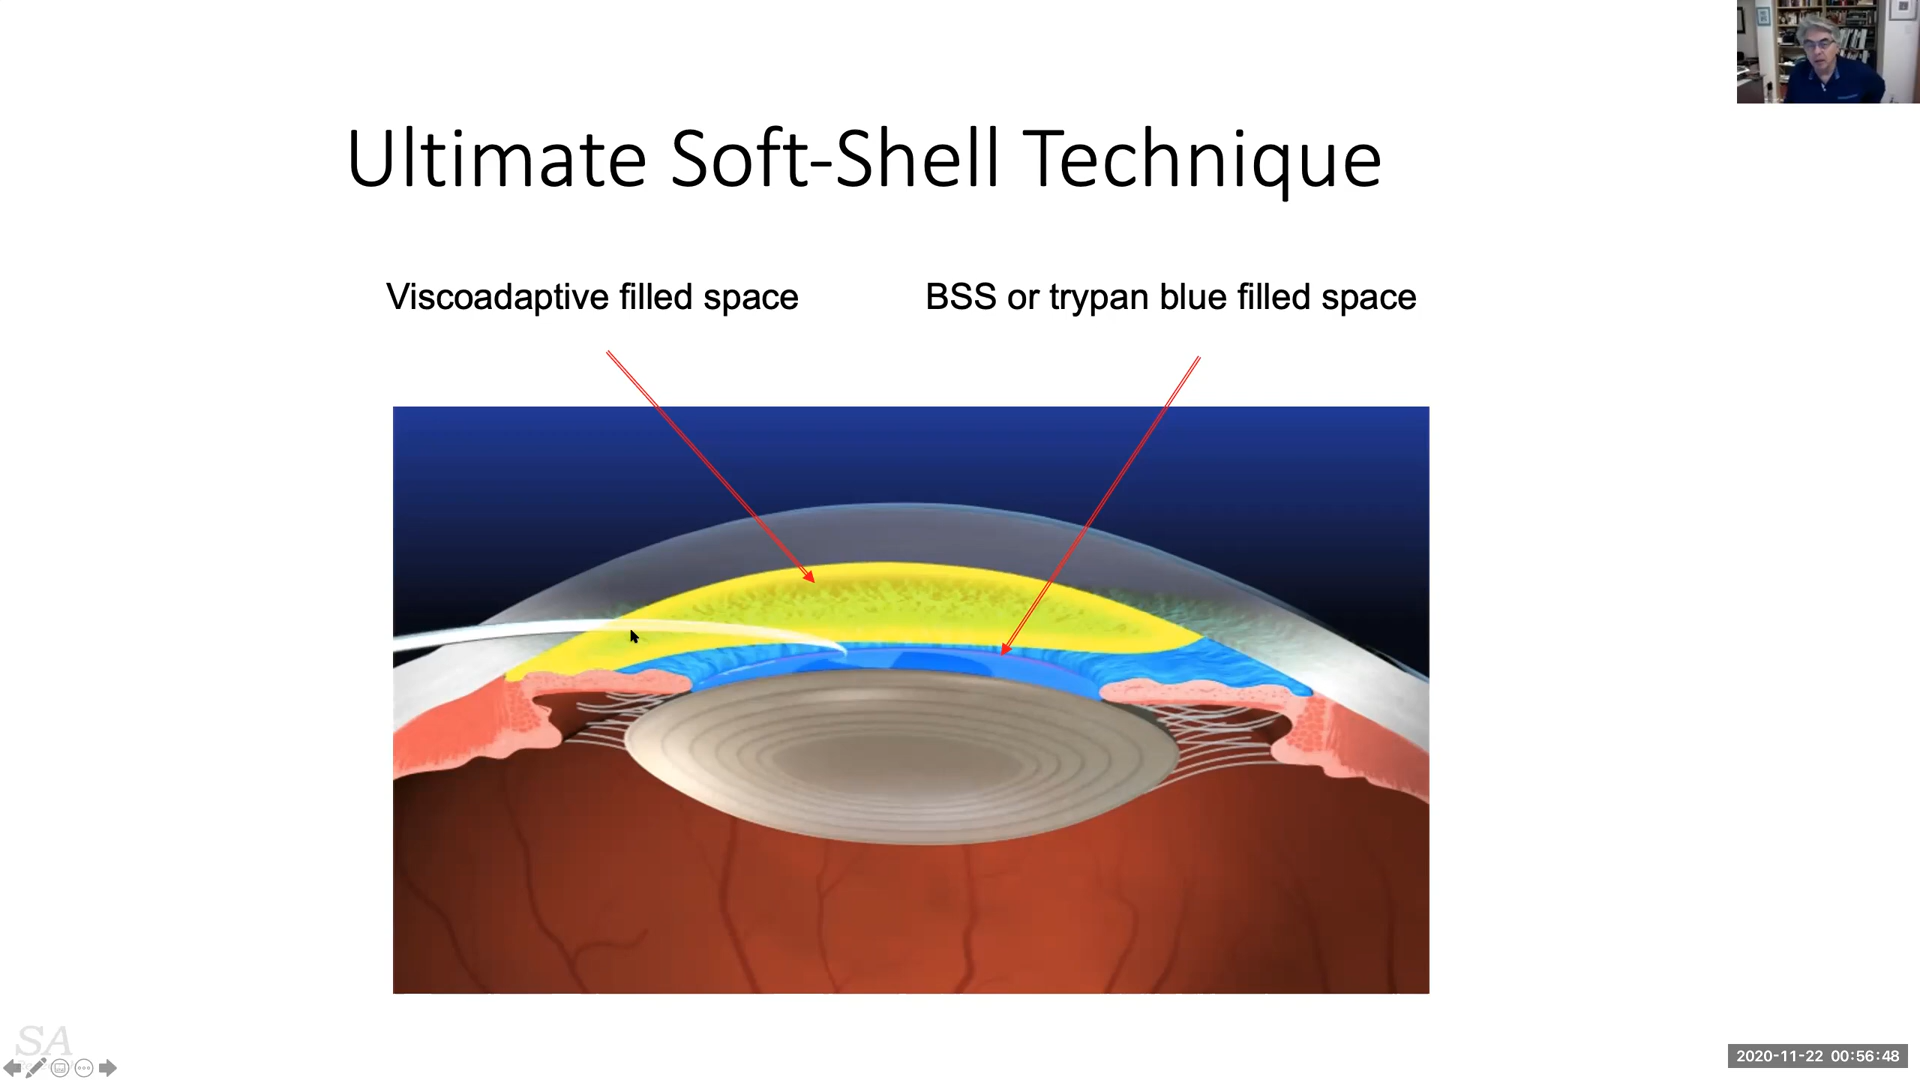 Ultimate Soft-Shell Technique
Viscoadaptive filled space
BSS or trypan blue filled space
SA
2020-11-22 00:56:48